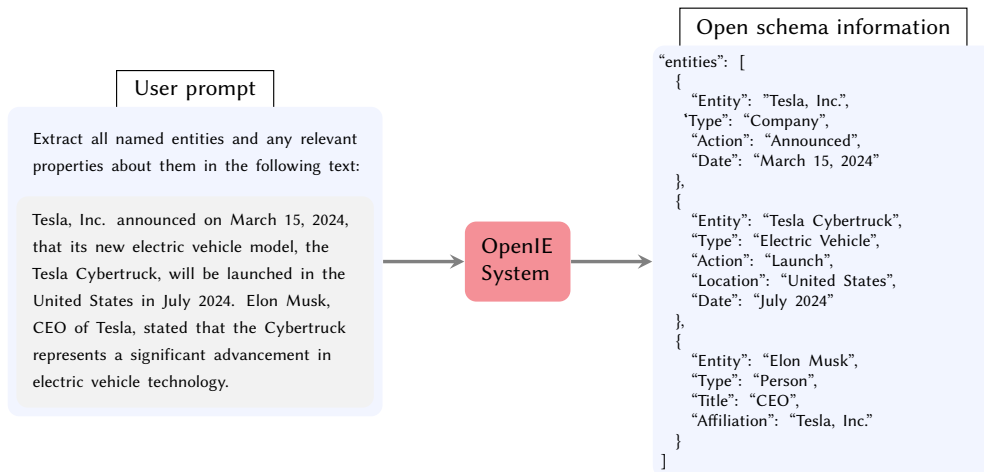 User prompt
Extract all named entities and any relevant
properties about them in the following text:
Tesla, Inc. announced on March 15, 2024,
that its new electric vehicle model, the
Tesla Cybertruck, will be launched in the
United States in July 2024. Elon Musk,
CEO of Tesla, stated that the Cybertruck
represents a significant advancement in
electric vehicle technology.
OpenIE
System
Open schema information
“entities”: [
{
“Entity”: ”Tesla, Inc.”,
‘Type”: “Company”,
“Action”: “Announced”,
“Date”: “March 15, 2024”
},
{
“Entity”: “Tesla Cybertruck”,
“Type”: “Electric Vehicle”,
“Action”: “Launch”,
“Location”: “United States”,
“Date”: “July 2024”
},
{
“Entity”: “Elon Musk”,
“Type”: “Person”,
“Title”: “CEO”,
“Affiliation”: “Tesla, Inc.”
}
]